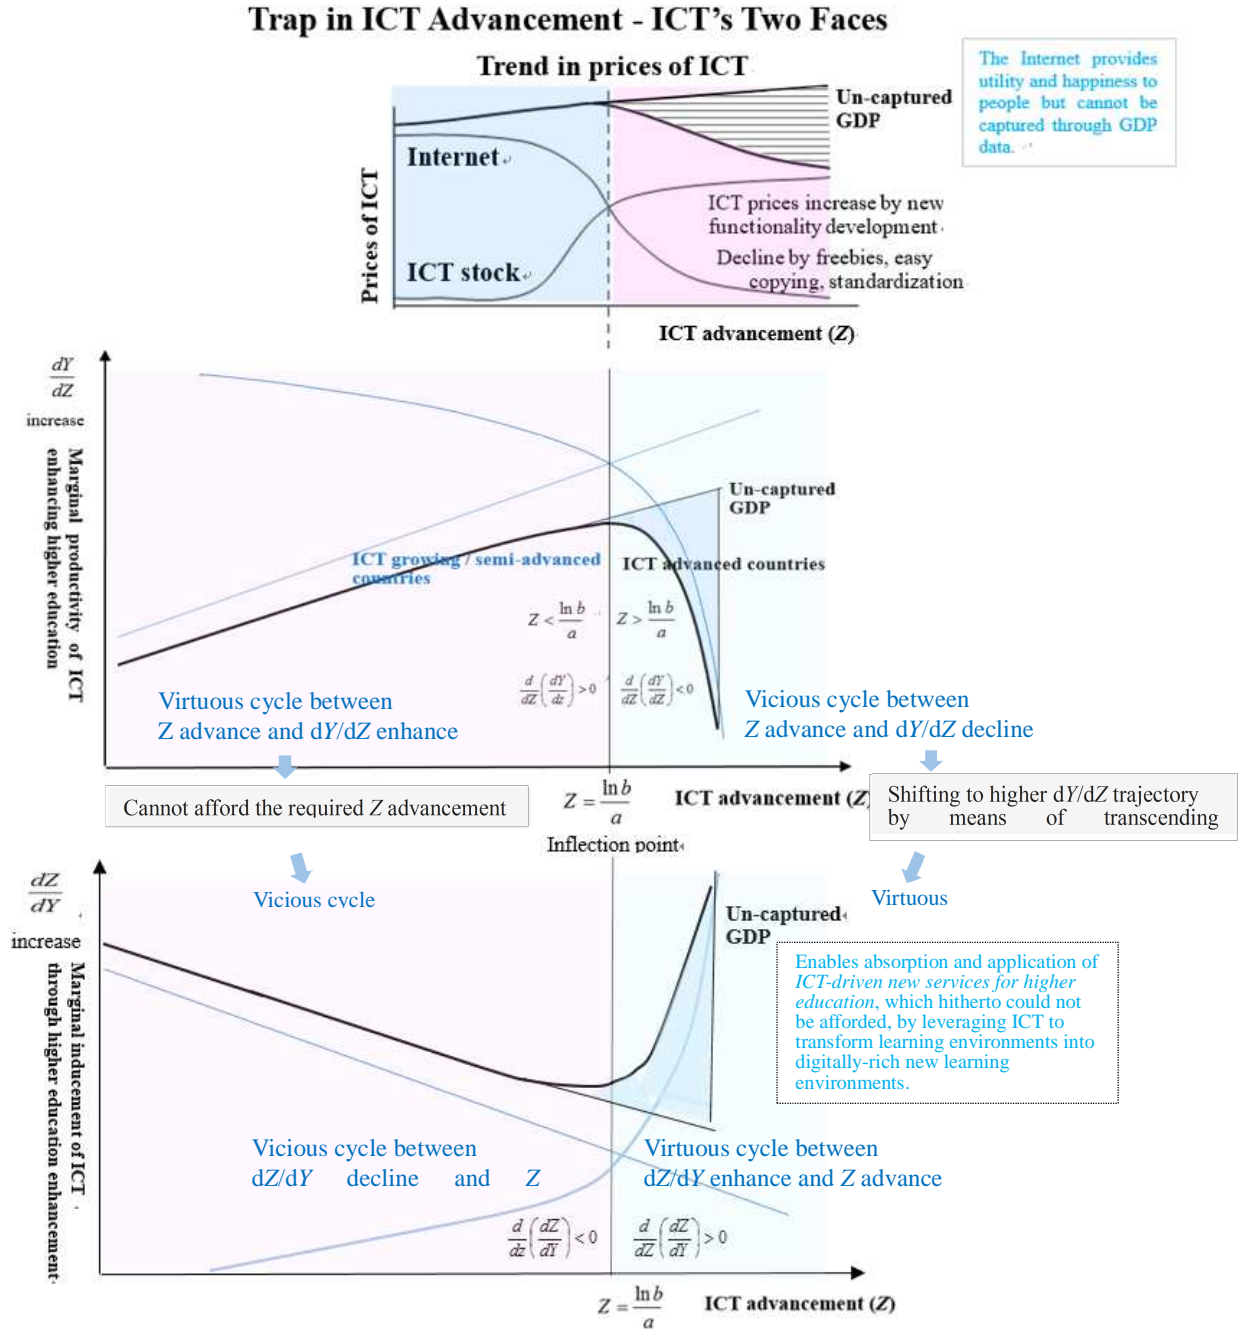 Trap in ICT Advancement - ICT's Two Faces
Trend in prices of ICT
The Internet provides
utility and happiness to
people but cannot be
captured through GDP
data.
Un-captured
GDP
Internet
Prices of ICT
ICT prices increase by new
functionality development
Decline by freebies, easy
copying, standardization
ICT stock
ICT advancement (Z)
dY
dZ
increase
Marginal productivity of ICT
enhancing higher education
Un-captured
GDP
ICT growing / semi-advanced
countries
ICT advanced countries
Z < ln b / a
Z > ln b / a
d/dZ (dY/dz) > 0
d/dZ (dY/dZ) < 0
Virtuous cycle between
Z advance and dY/dZ enhance
Vicious cycle between
Z advance and dY/dZ decline
Cannot afford the required Z advancement
Z = ln b / a
ICT advancement (Z)
Shifting to higher dY/dZ trajectory
by means of transcending
Inflection point
dZ
dY
increase
Marginal inducement of ICT
through higher education enhancement
Vicious cycle
Virtuous
Un-captured
GDP
Enables absorption and application of
ICT-driven new services for higher
education, which hitherto could not
be afforded, by leveraging ICT to
transform learning environments into
digitally-rich new learning
environments.
Vicious cycle between
dZ/dY decline and Z
Virtuous cycle between
dZ/dY enhance and Z advance
d/dz (dZ/dY) < 0
d/dZ (dZ/dY) > 0
Z = ln b / a
ICT advancement (Z)